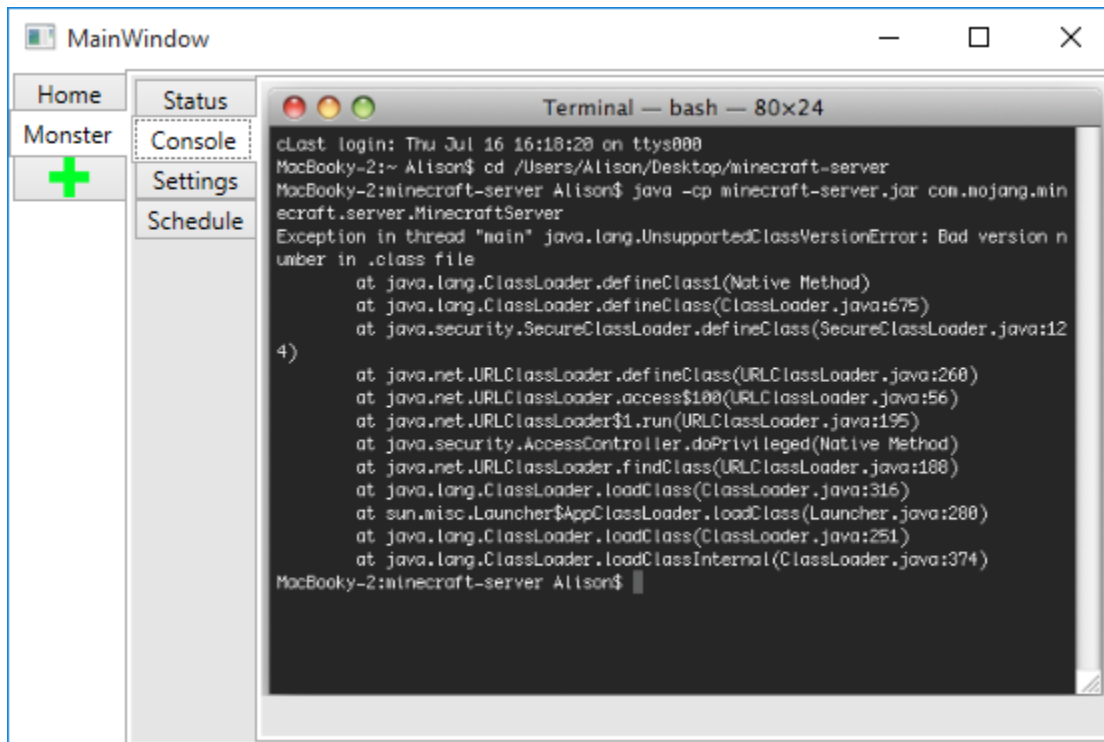 MainWindow
Home
Monster
Status
Console
Settings
Schedule
Terminal — bash — 80×24
cLast login: Thu Jul 16 16:18:20 on ttys000
MacBooky-2:~ Alison$ cd /Users/Alison/Desktop/minecraft-server
MacBooky-2:minecraft-server Alison$ java -cp minecraft-server.jar com.mojang.min
ecraft.server.MinecraftServer
Exception in thread "main" java.lang.UnsupportedClassVersionError: Bad version n
umber in .class file
at java.lang.ClassLoader.defineClass1(Native Method)
at java.lang.ClassLoader.defineClass(ClassLoader.java:675)
at java.security.SecureClassLoader.defineClass(SecureClassLoader.java:12
4)
at java.net.URLClassLoader.defineClass(URLClassLoader.java:260)
at java.net.URLClassLoader.access$100(URLClassLoader.java:56)
at java.net.URLClassLoader$1.run(URLClassLoader.java:195)
at java.security.AccessController.doPrivileged(Native Method)
at java.net.URLClassLoader.findClass(URLClassLoader.java:188)
at java.lang.ClassLoader.loadClass(ClassLoader.java:316)
at sun.misc.Launcher$AppClassLoader.loadClass(Launcher.java:280)
at java.lang.ClassLoader.loadClass(ClassLoader.java:251)
at java.lang.ClassLoader.loadClassInternal(ClassLoader.java:374)
MacBooky-2:minecraft-server Alison$